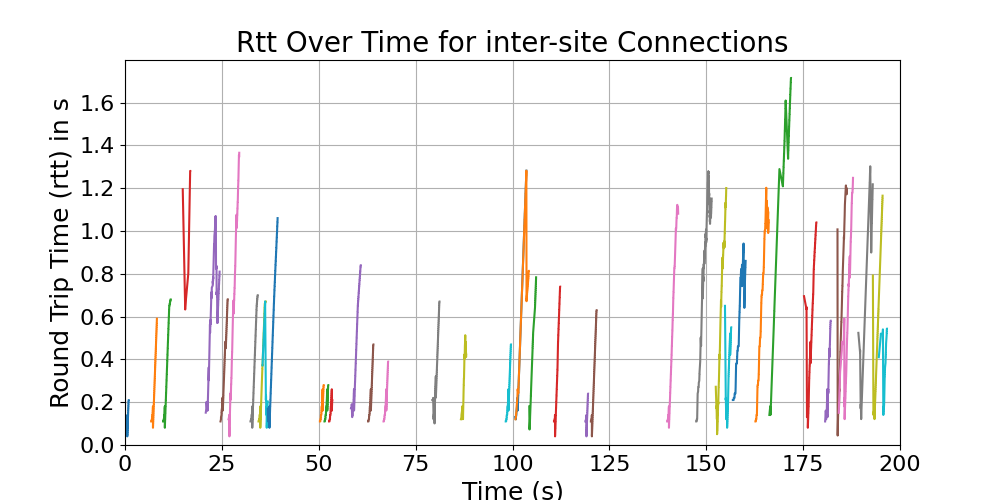 Rtt Over Time for inter-site Connections
Round Trip Time (rtt) in s
1.6
1.4
1.2
1.0
0.8
0.6
0.4
0.2
0.0
0 25 50 75 100 125 150 175 200
Time (s)